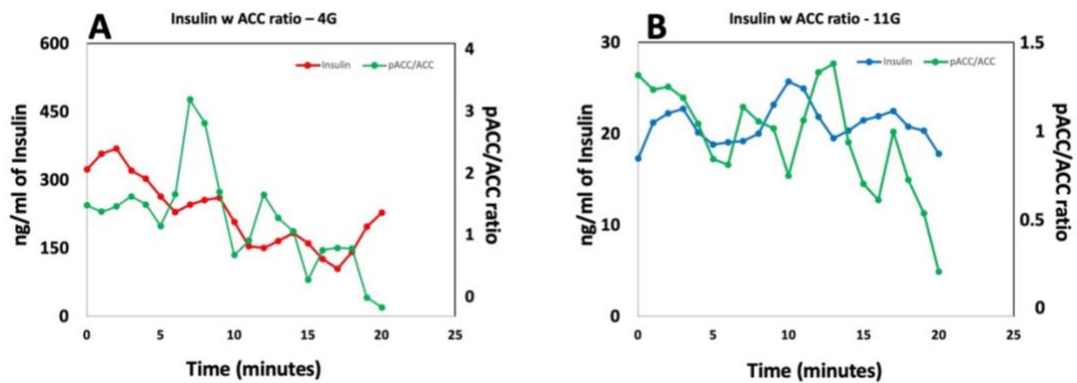 A
Insulin w ACC ratio – 4G
Insulin
pACC/ACC
600
450
300
150
0
ng/ml of Insulin
4
3
2
1
0
pACC/ACC ratio
0 5 10 15 20 25
Time (minutes)
B
Insulin w ACC ratio - 11G
Insulin
pACC/ACC
30
20
10
0
ng/ml of Insulin
1.5
1
0.5
0
pACC/ACC ratio
0 5 10 15 20 25
Time (minutes)